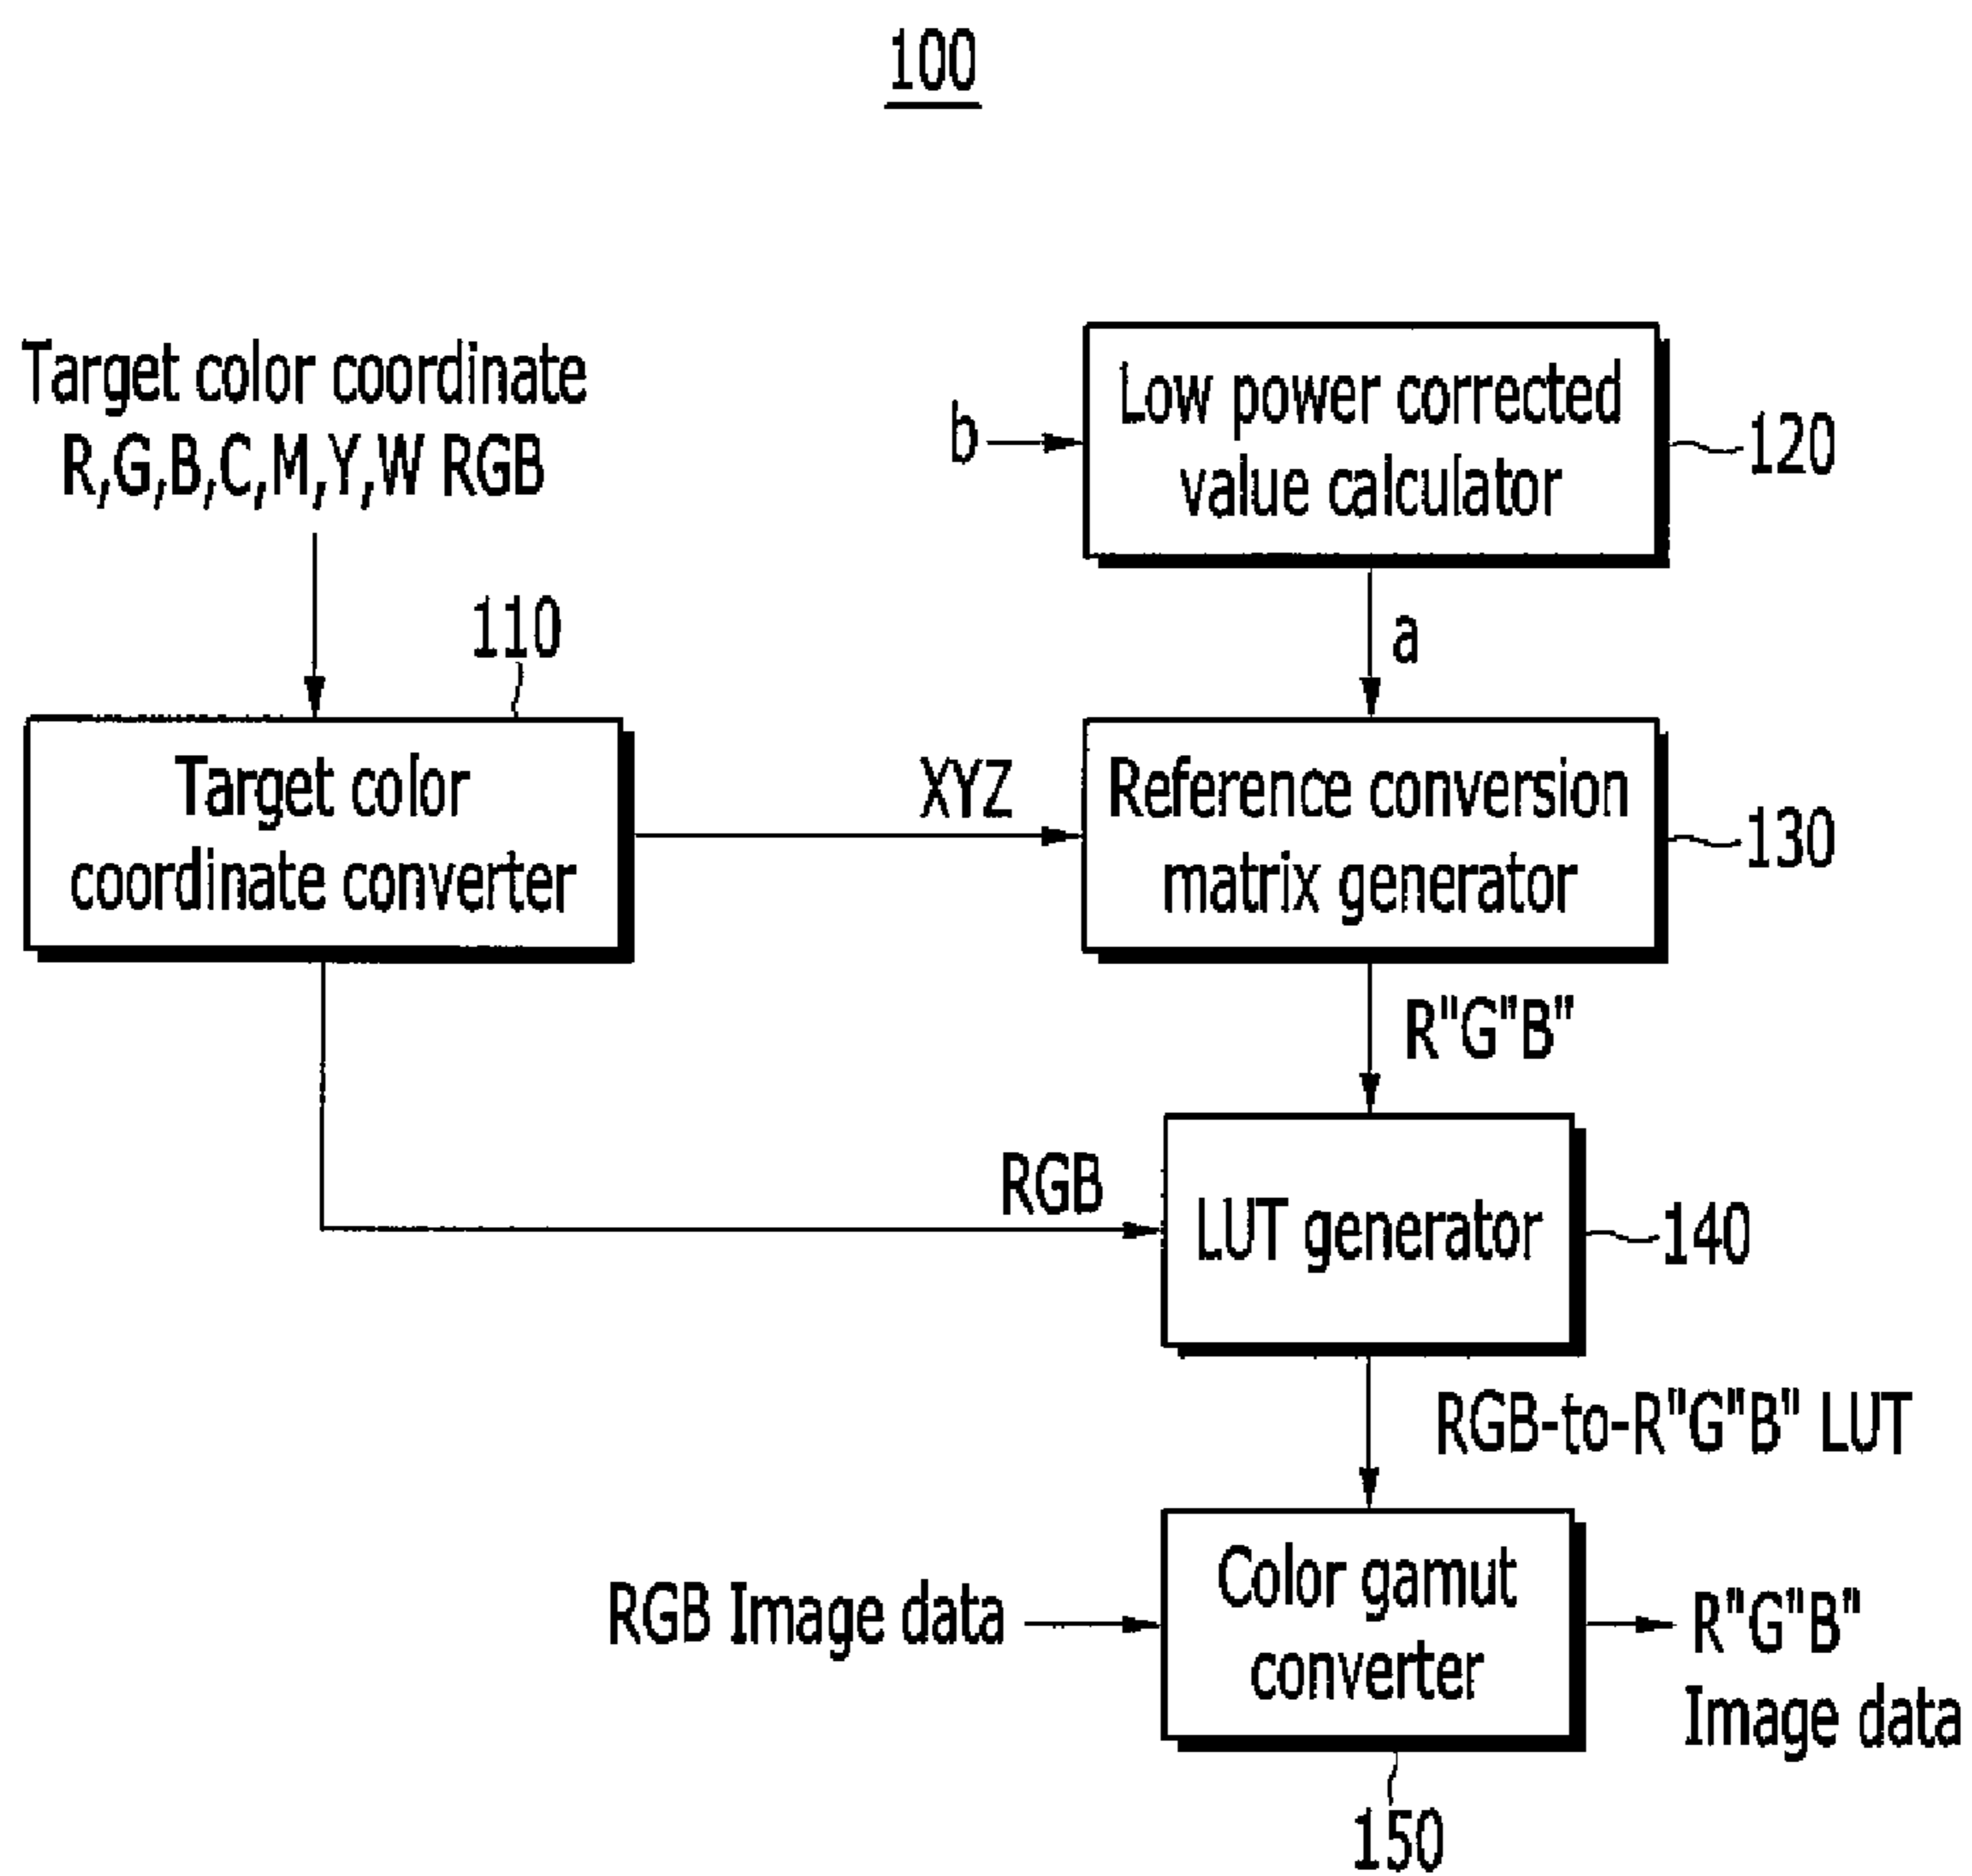 100
Target color coordinate
R,G,B,C,M,Y,W RGB
b
Low power corrected
value calculator
120
110
a
Target color
coordinate converter
XYZ
Reference conversion
matrix generator
130
R"G"B"
RGB
LUT generator
140
RGB-to-R"G"B" LUT
RGB Image data
Color gamut
converter
R"G"B"
Image data
150